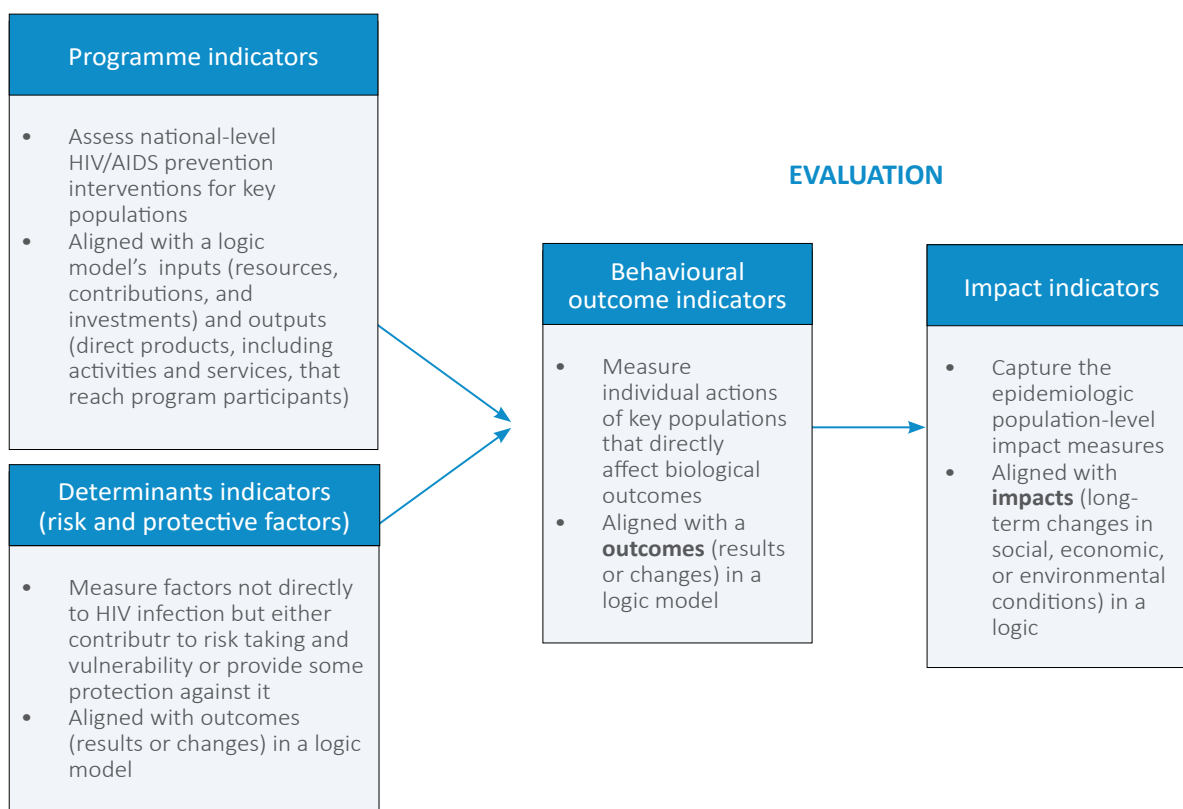 Programme indicators
• Assess national-level
HIV/AIDS prevention
interventions for key
populations
• Aligned with a logic
model’s inputs (resources,
contributions, and
investments) and outputs
(direct products, including
activities and services, that
reach program participants)
Determinants indicators
(risk and protective factors)
• Measure factors not directly
to HIV infection but either
contributr to risk taking and
vulnerability or provide some
protection against it
• Aligned with outcomes
(results or changes) in a logic
model
EVALUATION
Behavioural
outcome indicators
• Measure
individual actions
of key populations
that directly
affect biological
outcomes
• Aligned with a
outcomes (results
or changes) in a
logic model
Impact indicators
• Capture the
epidemiologic
population-level
impact measures
• Aligned with
impacts (long-
term changes in
social, economic,
or environmental
conditions) in a
logic